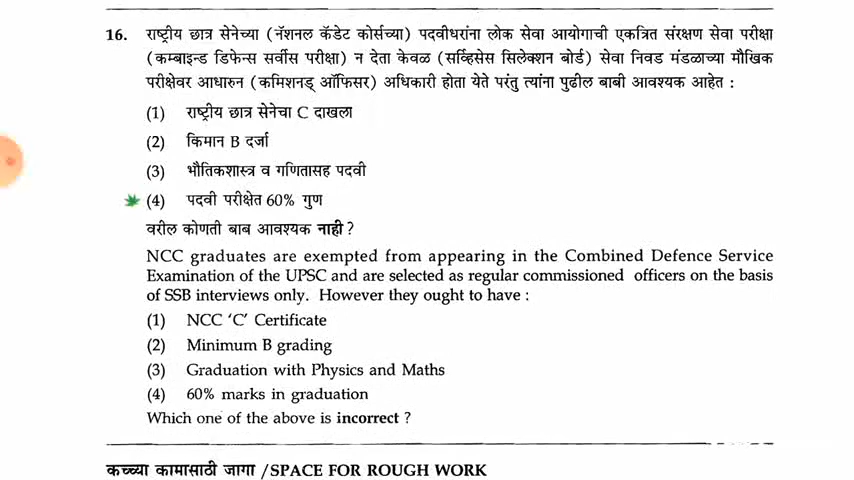 16. राष्ट्रीय छात्र सेनेच्या (नॅशनल कॅडेट कोर्सच्या) पदवीधरांना लोक सेवा आयोगाची एकत्रित संरक्षण सेवा परीक्षा
(कम्बाइन्ड डिफेन्स सर्वीस परीक्षा) न देता केवळ (सर्व्हिसेस सिलेक्शन बोर्ड) सेवा निवड मंडळाच्या मौखिक
परीक्षेवर आधारुन (कमिशनड् ऑफिसर) अधिकारी होता येते परंतु त्यांना पुढील बाबी आवश्यक आहेत :
(1) राष्ट्रीय छात्र सेनेचा C दाखला
(2) किमान B दर्जा
(3) भौतिकशास्त्र व गणितासह पदवी
(4) पदवी परीक्षेत 60% गुण
वरील कोणती बाब आवश्यक नाही ?
NCC graduates are exempted from appearing in the Combined Defence Service
Examination of the UPSC and are selected as regular commissioned officers on the basis
of SSB interviews only. However they ought to have :
(1) NCC ‘C’ Certificate
(2) Minimum B grading
(3) Graduation with Physics and Maths
(4) 60% marks in graduation
Which one of the above is incorrect ?
कच्च्या कामासाठी जागा /SPACE FOR ROUGH WORK